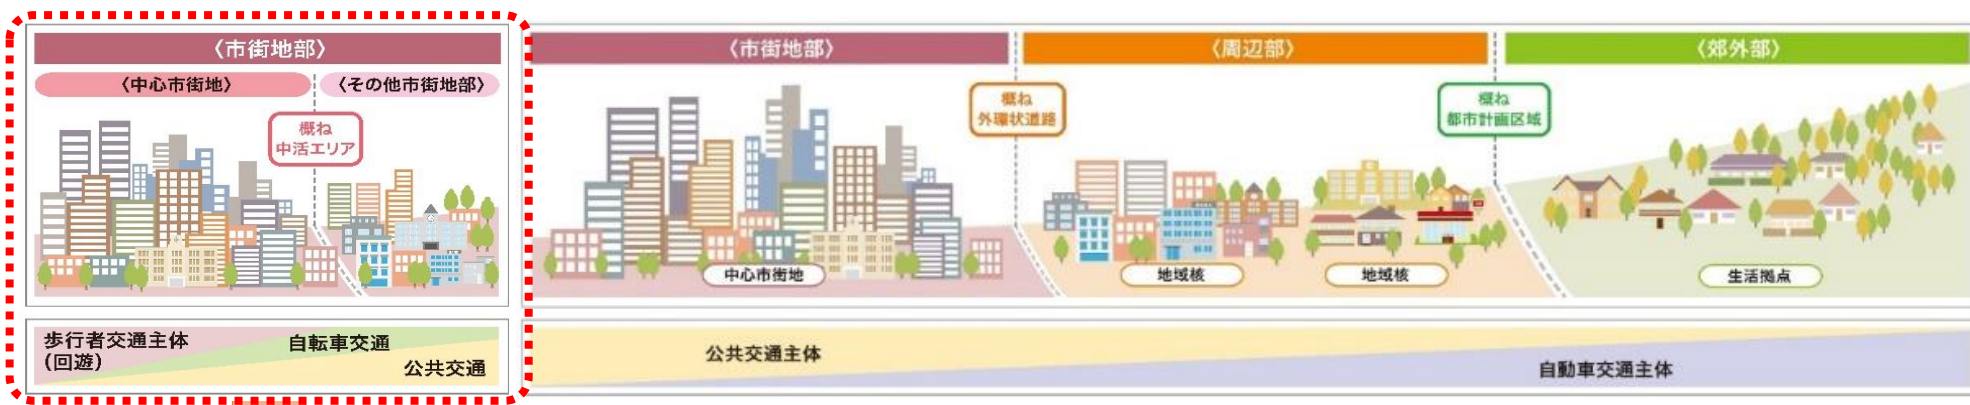 〈市街地部〉
〈中心市街地〉
〈その他市街地部〉
概ね
中活エリア
歩行者交通主体
(回遊)
自転車交通
公共交通
〈市街地部〉
〈周辺部〉
〈郊外部〉
概ね
外環状道路
概ね
都市計画区域
中心市街地
地域核
地域核
生活拠点
公共交通主体
自動車交通主体